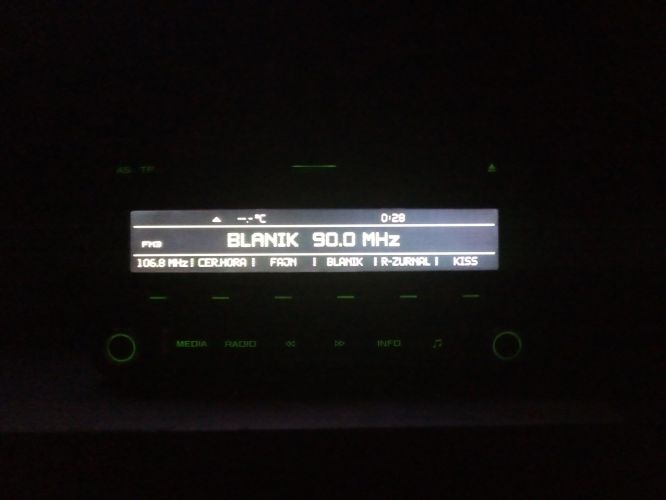 AS TP
--.-°C 0:28
FM3 BLANIK 90.0 MHz
106.8 MHz | CER.HORA | FAJN | BLANIK | R-ZURNAL | KISS
MEDIA RADIO INFO